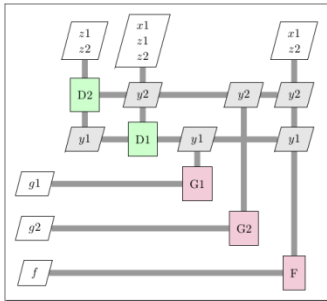 z1 x1 x1
z2 z1 z2
z2
D2 y2 y2 y2
y1 D1 y1 y1
g1 G1
g2 G2
f F